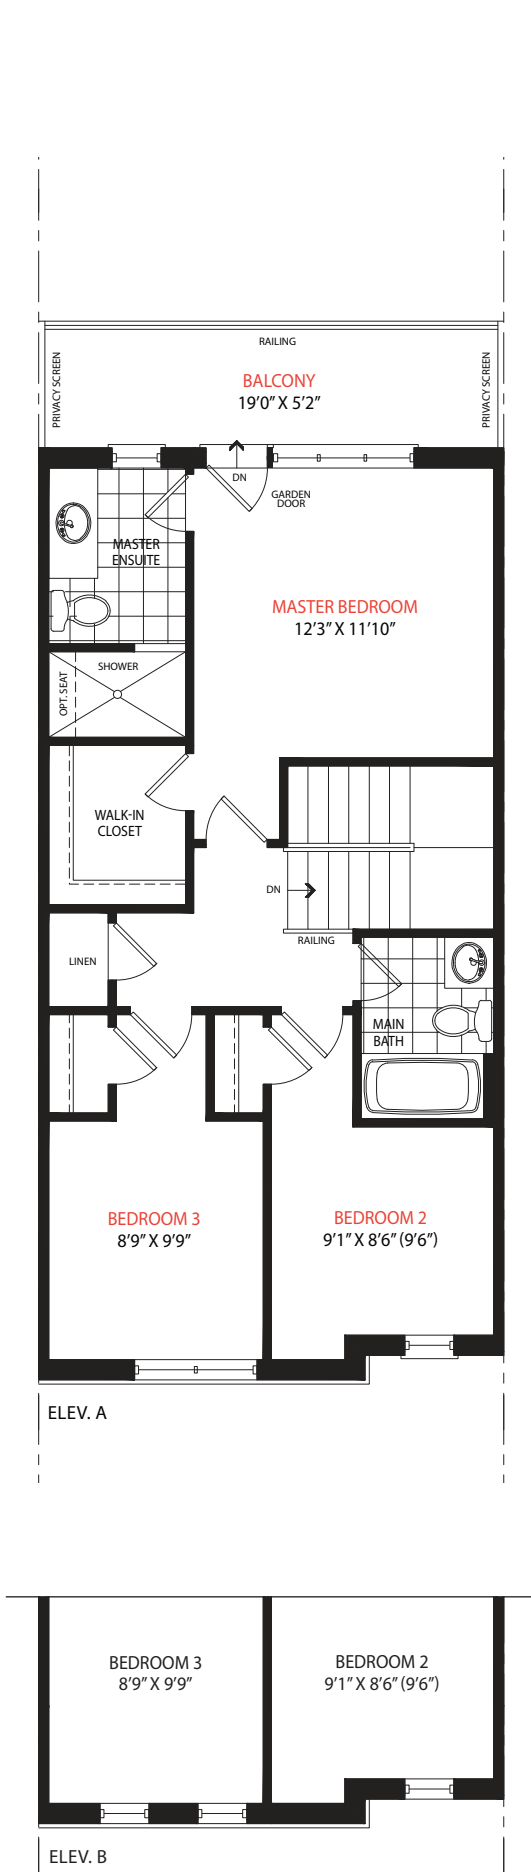 RAILING
PRIVACY SCREEN
BALCONY
19'0" X 5'2"
PRIVACY SCREEN
DN
GARDEN
DOOR
MASTER
ENSUITE
MASTER BEDROOM
12'3" X 11'10"
SHOWER
OPT. SEAT
WALK-IN
CLOSET
DN
RAILING
LINEN
MAIN
BATH
BEDROOM 3
8'9" X 9'9"
BEDROOM 2
9'1" X 8'6" (9'6")
ELEV. A
BEDROOM 3
8'9" X 9'9"
BEDROOM 2
9'1" X 8'6" (9'6")
ELEV. B